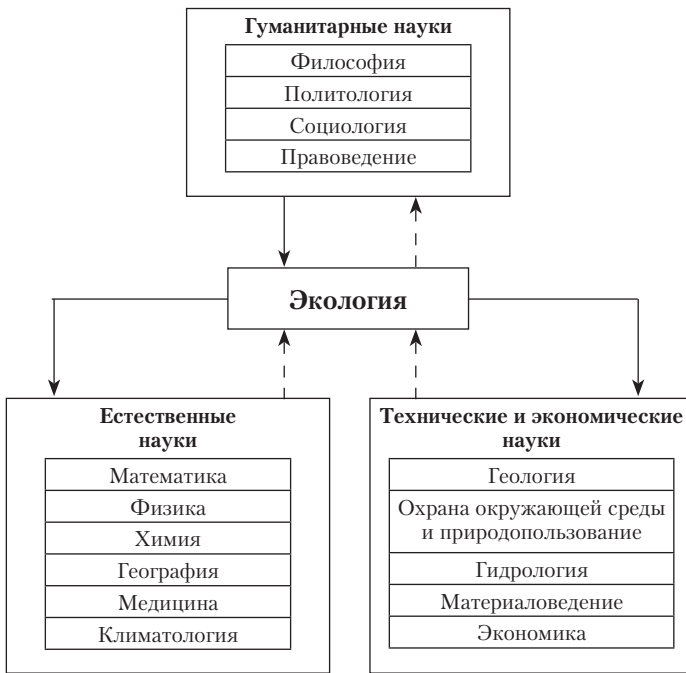 Гуманитарные науки
Философия
Политология
Социология
Правоведение
Экология
Естественные
науки
Математика
Физика
Химия
География
Медицина
Климатология
Технические и экономические
науки
Геология
Охрана окружающей среды
и природопользование
Гидрология
Материаловедение
Экономика